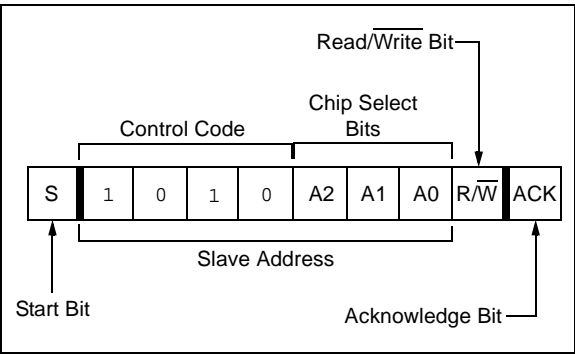 Read/Write Bit
Chip Select
Bits
Control Code
S 1 0 1 0 A2 A1 A0 R/W ACK
Slave Address
Start Bit
Acknowledge Bit